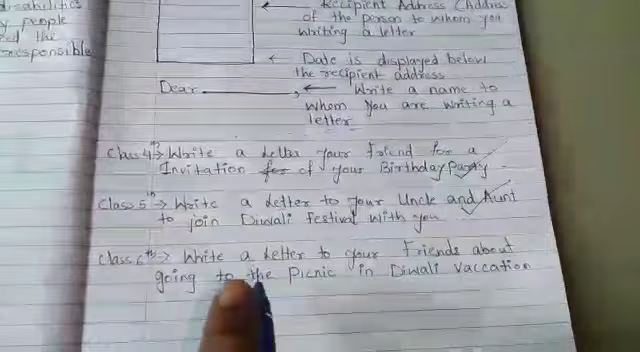 disabilities
people
ed the
responsible
Recipient Address (Address
of the person to whom you
writing a letter
Date is displayed below
the recipient address
Dear ____________, ← Write a name to
whom you are writing a
letter
Class 4th→ Write a letter your Friend for a
Invitation of your Birthday Party
Class 5th→ Write a letter to your Uncle and Aunt
to join Diwali festival with you
Class 6th→ Write a letter to your Friends about
going to the Picnic in Diwali Vaccation